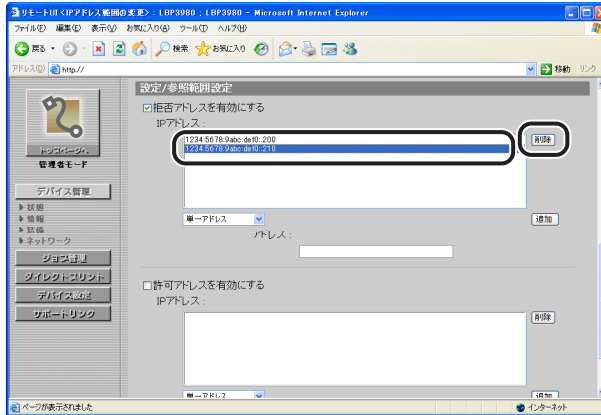 リモートUI <IPアドレス範囲の変更> : LBP3980 ; LBP3980 - Microsoft Internet Explorer
ファイル(F) 編集(E) 表示(V) お気に入り(A) ツール(T) ヘルプ(H)
戻る 検索 お気に入り
アドレス(D) http:// 移動 リンク
設定/参照範囲設定
拒否アドレスを有効にする
IPアドレス :
1234:5678:9abc:def0::200
1234:5678:9abc:def0::210
削除
トップページへ
管理者モード
デバイス管理
状態
情報
装備
ネットワーク
単一アドレス 追加
アドレス :
ジョブ管理
ダイレクトプリント
デバイス設定
サポートリンク
許可アドレスを有効にする
IPアドレス :
削除
単一アドレス 追加
ページが表示されました インターネット